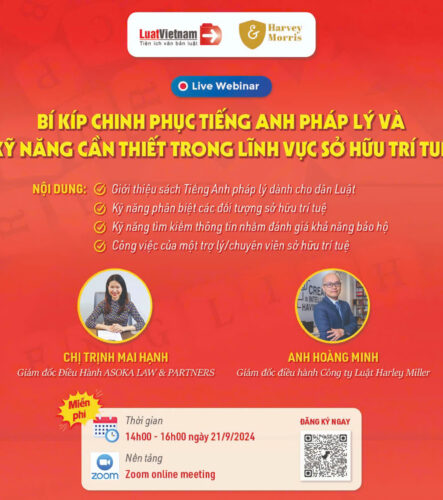 LuatVietnam
Tiện ích văn bản luật
& Harvey
Morris
Live Webinar
BÍ KÍP CHINH PHỤC TIẾNG ANH PHÁP LÝ VÀ
KỸ NĂNG CẦN THIẾT TRONG LĨNH VỰC SỞ HỮU TRÍ TUỆ
NỘI DUNG:
Giới thiệu sách Tiếng Anh pháp lý dành cho dân Luật
Kỹ năng phân biệt các đối tượng sở hữu trí tuệ
Kỹ năng tìm kiếm thông tin nhằm đánh giá khả năng bảo hộ
Công việc của một trợ lý/chuyên viên sở hữu trí tuệ
CHỊ TRỊNH MAI HẠNH
Giám đốc Điều Hành ASOKA LAW & PARTNERS
ANH HOÀNG MINH
Giám đốc điều hành Công ty Luật Harley Miller
Miễn
phí
Thời gian
14h00 - 16h00 ngày 21/9/2024
Nền tảng
zoom
Zoom online meeting
ĐĂNG KÝ NGAY